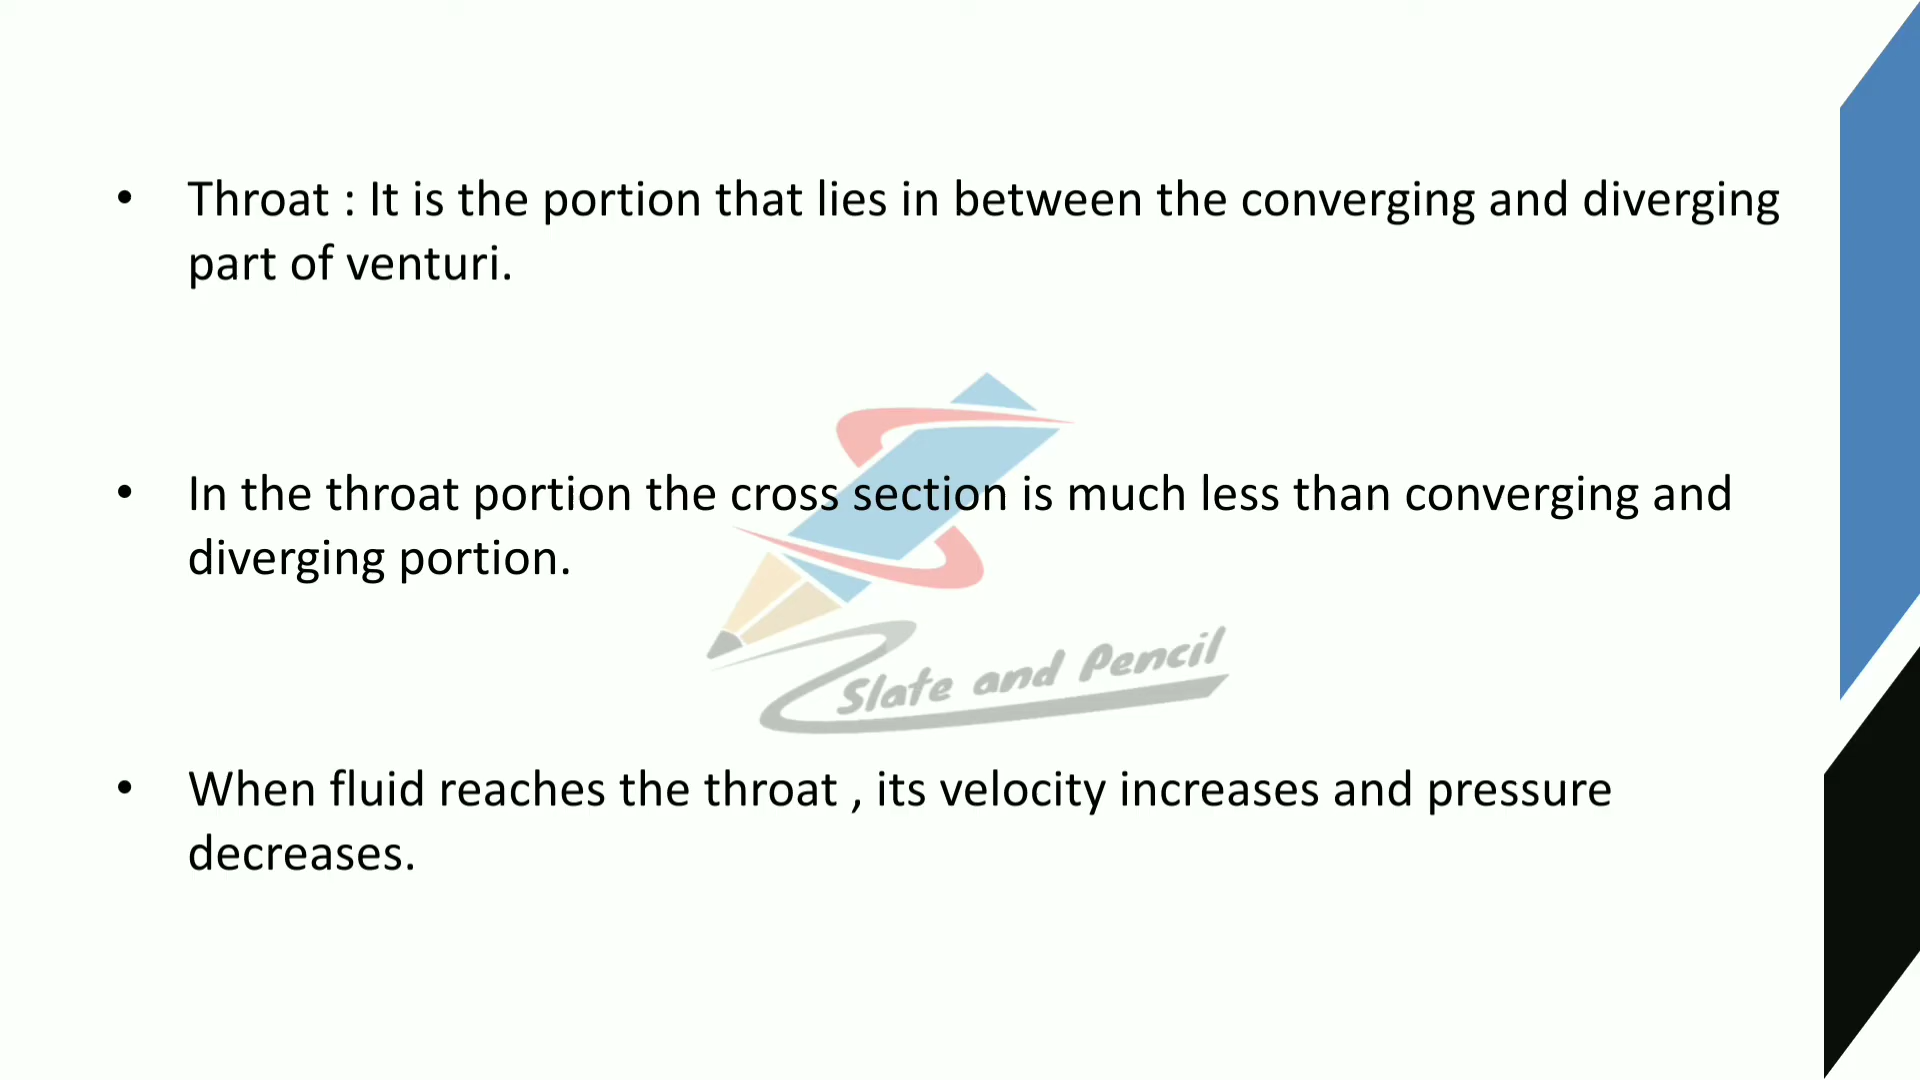 • Throat : It is the portion that lies in between the converging and diverging
part of venturi.
• In the throat portion the cross section is much less than converging and
diverging portion.
Slate and Pencil
• When fluid reaches the throat , its velocity increases and pressure
decreases.